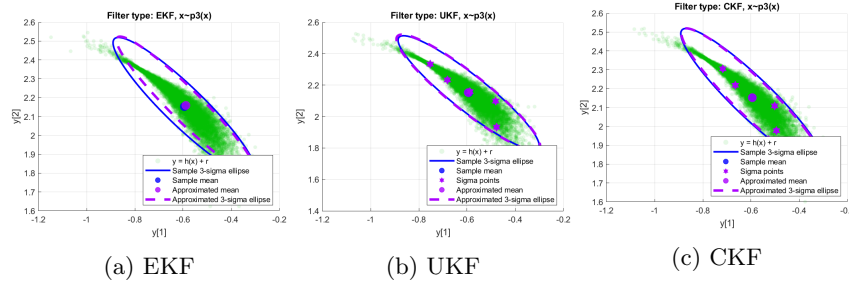 Filter type: EKF, x~p3(x)
y[2]
2.6
2.5
2.4
2.3
2.2
2.1
2
1.9
1.8
1.7
1.6
y = h(x) + r
Sample 3-sigma ellipse
Sample mean
Approximated mean
Approximated 3-sigma ellipse
-1.2 -1 -0.8 -0.6 -0.4 -0.2
y[1]
(a) EKF
Filter type: UKF, x~p3(x)
y[2]
2.6
2.4
2.2
2
1.8
1.6
1.4
y = h(x) + r
Sample 3-sigma ellipse
Sample mean
Sigma points
Approximated mean
Approximated 3-sigma ellipse
-1.2 -1 -0.8 -0.6 -0.4 -0.2
y[1]
(b) UKF
Filter type: CKF, x~p3(x)
y[2]
2.6
2.5
2.4
2.3
2.2
2.1
2
1.9
1.8
1.7
1.6
y = h(x) + r
Sample 3-sigma ellipse
Sample mean
Sigma points
Approximated mean
Approximated 3-sigma ellipse
-1.2 -1 -0.8 -0.6 -0.4 -0.2
y[1]
(c) CKF